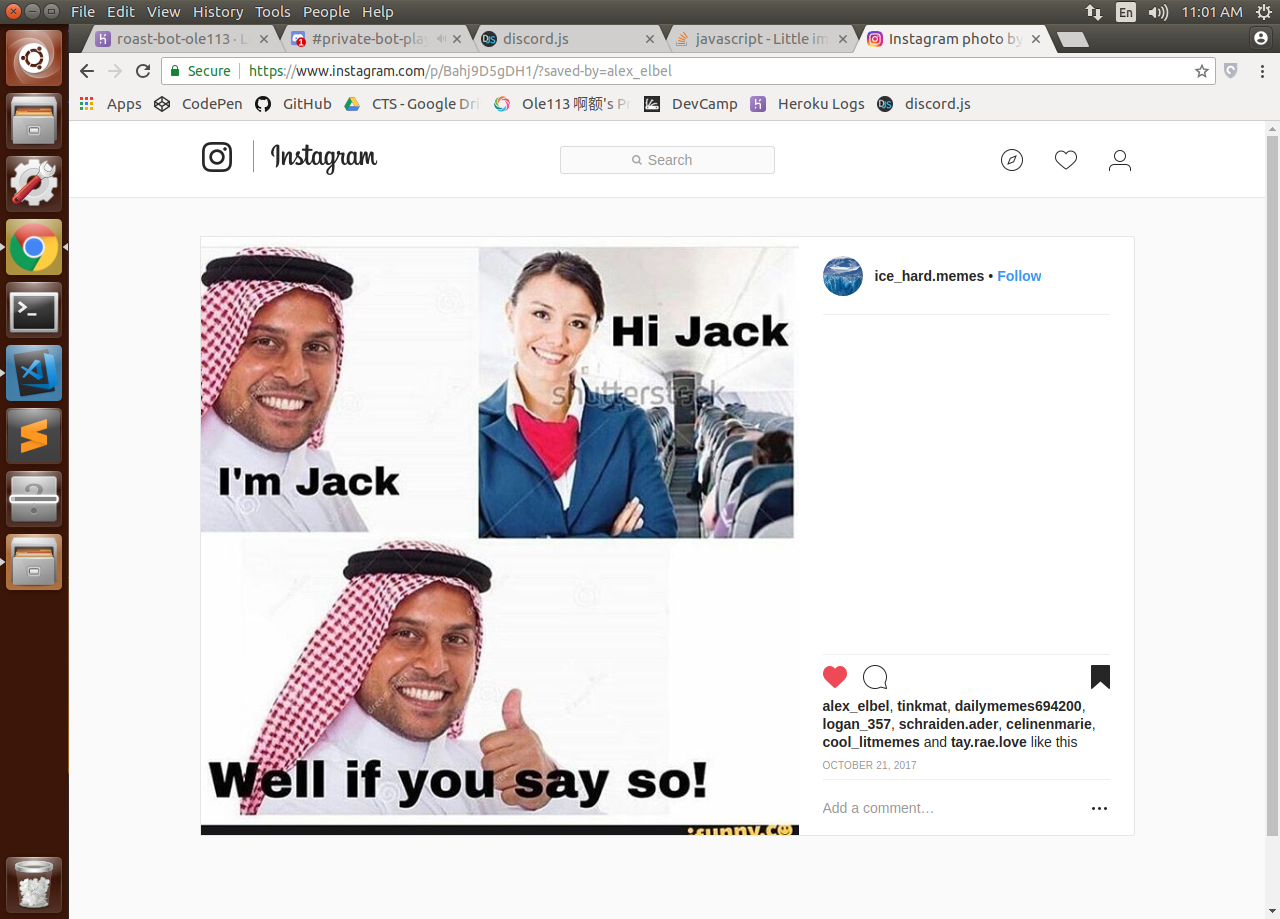 File Edit View History Tools People Help
En 11:01 AM
roast-bot-ole113 · L
#private-bot-pla
discord.js
javascript - Little im
Instagram photo by
Secure https://www.instagram.com/p/Bahj9D5gDH1/?saved-by=alex_elbel
Apps CodePen GitHub CTS - Google Dri Ole113 啊额's Pr DevCamp Heroku Logs discord.js
Instagram
Search
ice_hard.memes • Follow
Hi Jack
shutterstock
I'm Jack
Well if you say so!
ifunny.co
alex_elbel, tinkmat, dailymemes694200,
logan_357, schraiden.ader, celinenmarie,
cool_litmemes and tay.rae.love like this
OCTOBER 21, 2017
Add a comment…